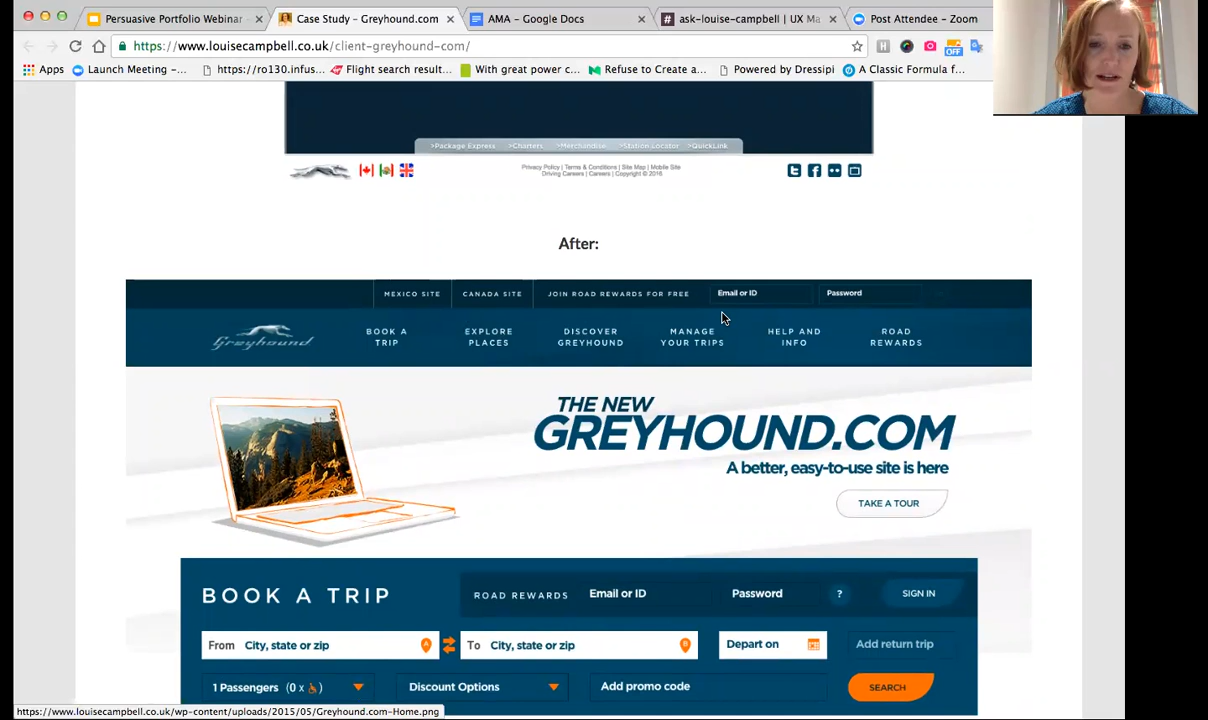 Persuasive Portfolio Webinar
Case Study - Greyhound.com
AMA - Google Docs
ask-louise-campbell | UX Ma
Post Attendee - Zoom
https://www.louisecampbell.co.uk/client-greyhound-com/
Apps
Launch Meeting -...
https://ro130.infus...
Flight search result...
With great power c...
Refuse to Create a...
Powered by Dressipi
A Classic Formula f...
>Package Express >Charters >Merchandise >Station Locator >QuickLink
Privacy Policy | Terms & Conditions | Site Map | Mobile Site
Driving Careers | Careers | Copyright © 2016
After:
MEXICO SITE
CANADA SITE
JOIN ROAD REWARDS FOR FREE
Email or ID
Password
Greyhound
BOOK A
TRIP
EXPLORE
PLACES
DISCOVER
GREYHOUND
MANAGE
YOUR TRIPS
HELP AND
INFO
ROAD
REWARDS
THE NEW
GREYHOUND.COM
A better, easy-to-use site is here
TAKE A TOUR
BOOK A TRIP
ROAD REWARDS
Email or ID
Password
?
SIGN IN
From City, state or zip
A
To City, state or zip
B
Depart on
Add return trip
1 Passengers (0 x )
Discount Options
Add promo code
SEARCH
https://www.louisecampbell.co.uk/wp-content/uploads/2015/05/Greyhound.com-Home.png